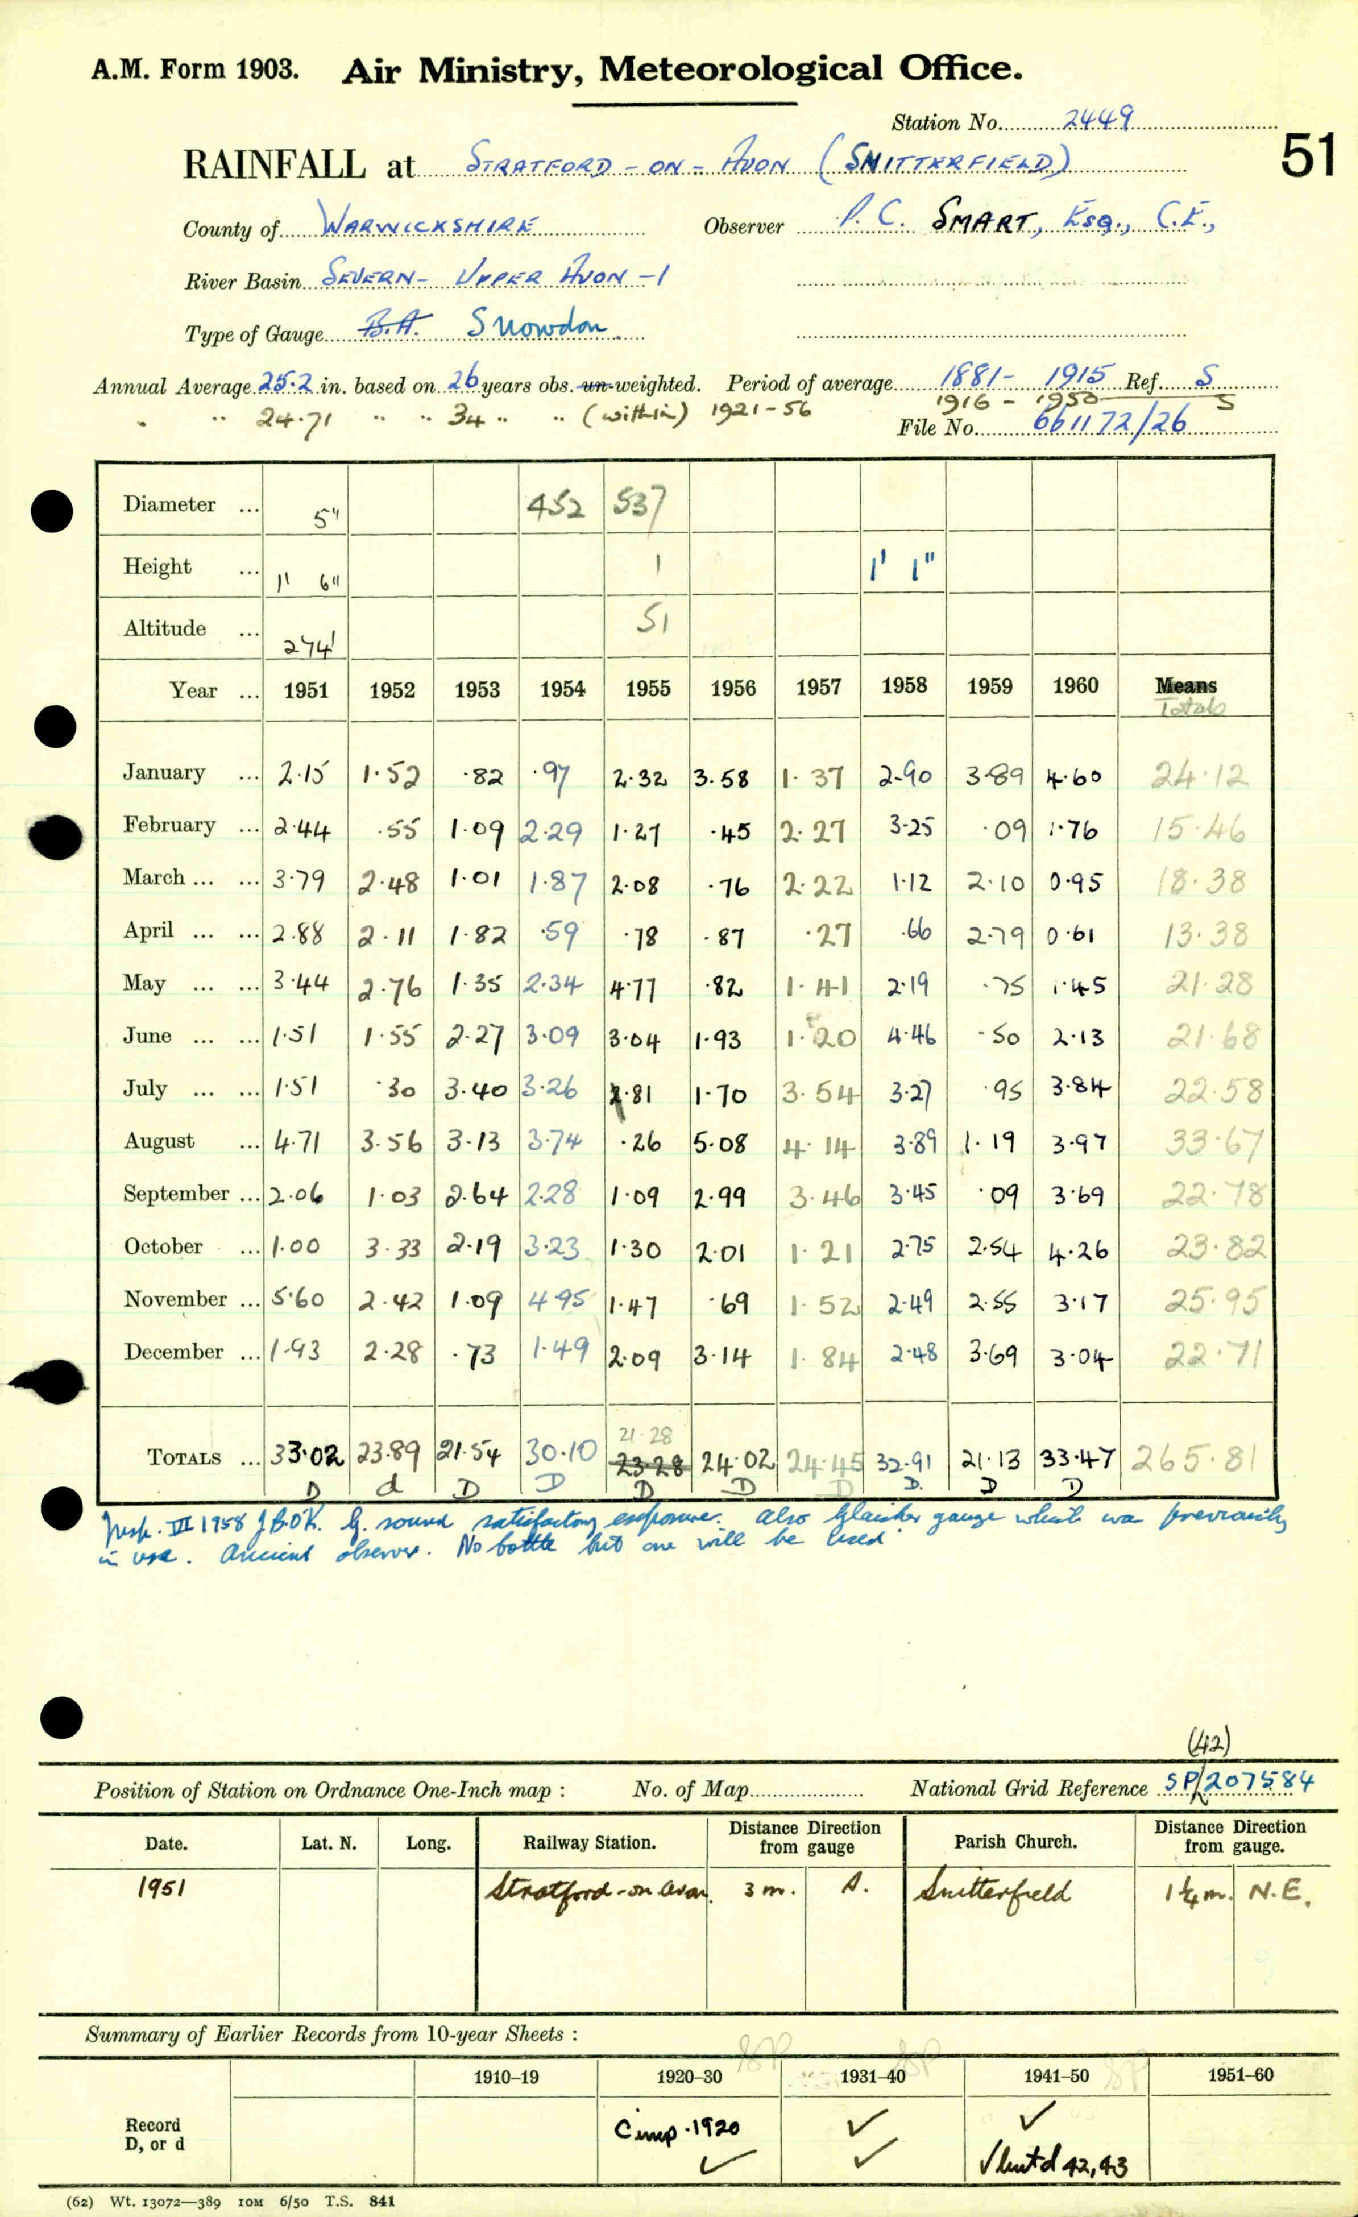 A.M. Form 1903. Air Ministry, Meteorological Office.
Station No. 2449
51
RAINFALL at STRATFORD-ON-AVON (SNITTERFIELD)
County of WARWICKSHIRE Observer P.C. SMART, Esq., C.E.,
River Basin SEVERN - UPPER AVON - 1
Type of Gauge B.A. Snowdon
Annual Average 25.2 in. based on 26 years obs. un-weighted. Period of average 1881 - 1915 Ref. S
" " 24.71 " " 34 " " (within) 1921-56 1916 - 1950 S
File No. 661172/26
Diameter ... 5" 452 537
Height ... 1' 6" 1 1' 1"
Altitude ... 274' 51
Year ... 1951 1952 1953 1954 1955 1956 1957 1958 1959 1960 Means
Totals
January ... 2.15 1.52 .82 .97 2.32 3.58 1.37 2.90 3.89 4.60 24.12
February ... 2.44 .55 1.09 2.29 1.27 .45 2.27 3.25 .09 1.76 15.46
March ... ... 3.79 2.48 1.01 1.87 2.08 .76 2.22 1.12 2.10 0.95 18.38
April ... ... 2.88 2.11 1.82 .59 .78 .87 .27 .66 2.79 0.61 13.38
May ... ... 3.44 2.76 1.35 2.34 4.77 .82 1.41 2.19 .75 1.45 21.28
June ... ... 1.51 1.55 2.27 3.09 3.04 1.93 1.20 4.46 .50 2.13 21.68
July ... ... 1.51 .30 3.40 3.26 .81 1.70 3.54 3.27 .95 3.84 22.58
August ... 4.71 3.56 3.13 3.74 .26 5.08 4.14 3.89 1.19 3.97 33.67
September ... 2.06 1.03 2.64 2.28 1.09 2.99 3.46 3.45 .09 3.69 22.78
October ... 1.00 3.33 2.19 3.23 1.30 2.01 1.21 2.75 2.54 4.26 23.82
November ... 5.60 2.42 1.09 4.95 1.47 .69 1.52 2.49 2.55 3.17 25.95
December ... 1.93 2.28 .73 1.49 2.09 3.14 1.84 2.48 3.69 3.04 22.71
21.28
TOTALS ... 33.02 23.89 21.54 30.10 23.28 24.02 24.45 32.91 21.13 33.47 265.81
D d D D D D D D. D D
Insp. VII 1958 J.B.O'K. G. sound satisfactory exposure. Also Glaisher gauge which was previously
in use. Ancient observer. No bottle but one will be used
(42)
Position of Station on Ordnance One-Inch map : No. of Map National Grid Reference SP/207584
Date. Lat. N. Long. Railway Station. Distance from Direction gauge Parish Church. Distance from Direction gauge.
1951 Stratford-on-Avon. 3 m. S. Snitterfield 1¼ m. N.E.
Summary of Earlier Records from 10-year Sheets :
SP SP SP
1910–19 1920–30 1931–40 1941–50 1951–60
Record
D, or d
Comp. 1920 ✓ ✓
✓ ✓ ✓ but d 42, 43
(62) Wt. 13072—389 10M 6/50 T.S. 841